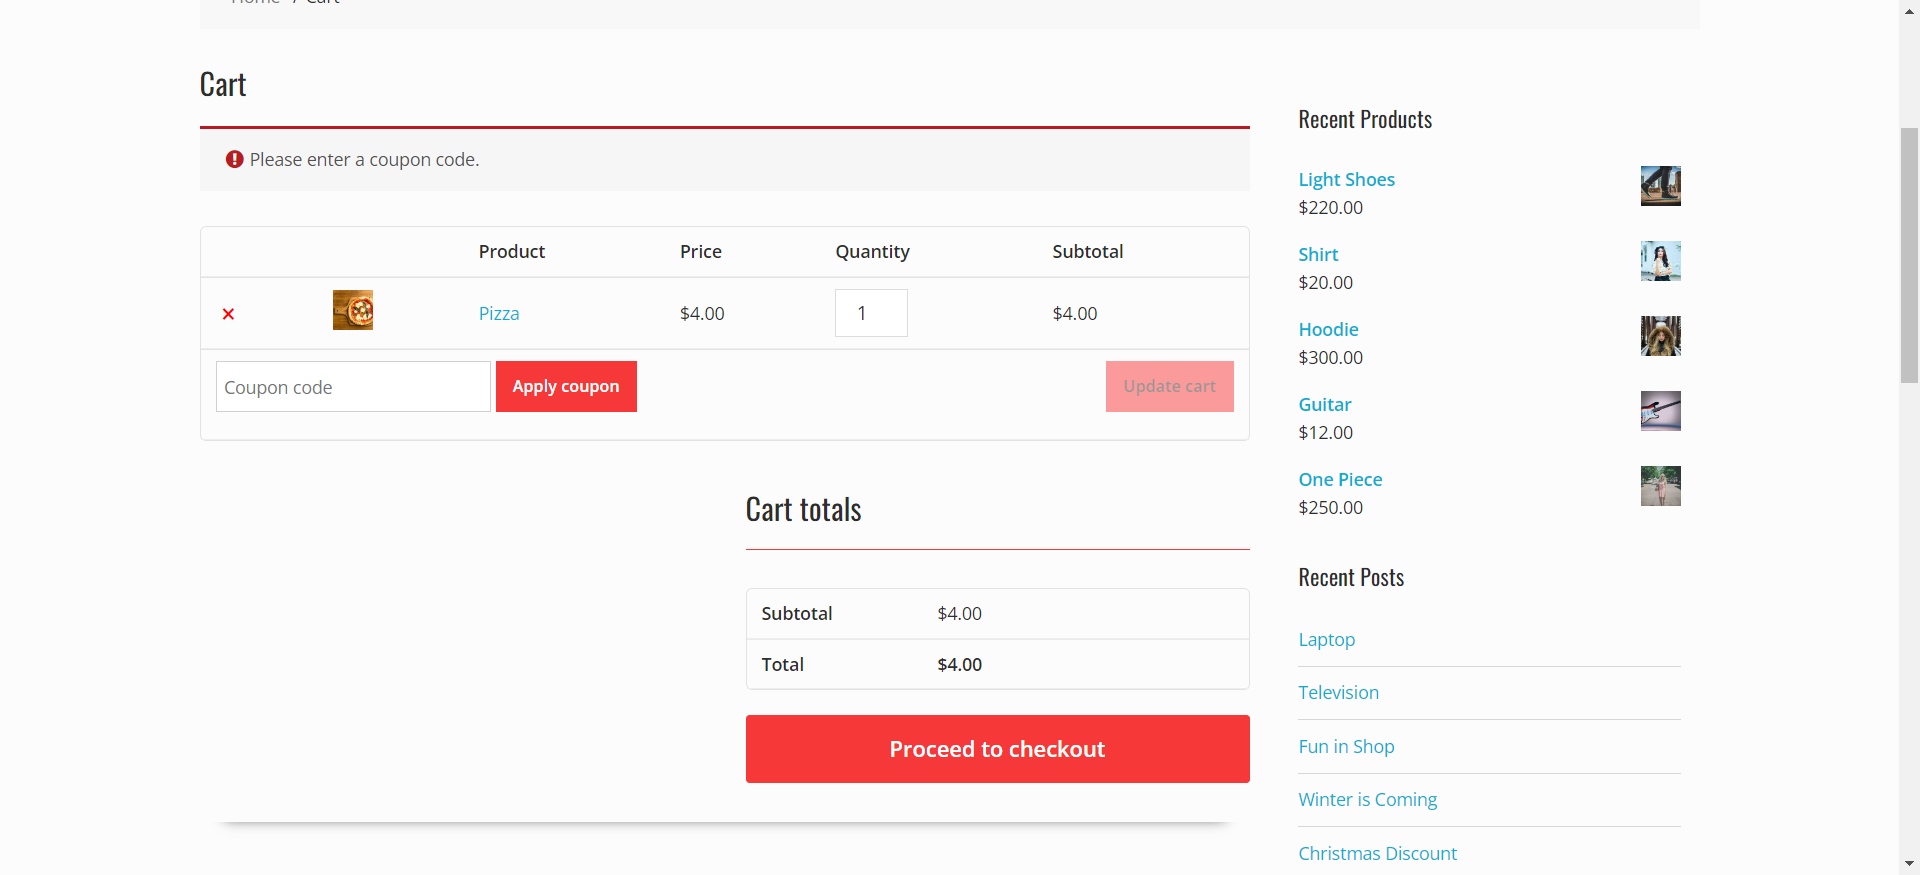 Home / Cart
Cart
Please enter a coupon code.
Product Price Quantity Subtotal
× Pizza $4.00 1 $4.00
Coupon code Apply coupon Update cart
Cart totals
Subtotal $4.00
Total $4.00
Proceed to checkout
Recent Products
Light Shoes
$220.00
Shirt
$20.00
Hoodie
$300.00
Guitar
$12.00
One Piece
$250.00
Recent Posts
Laptop
Television
Fun in Shop
Winter is Coming
Christmas Discount